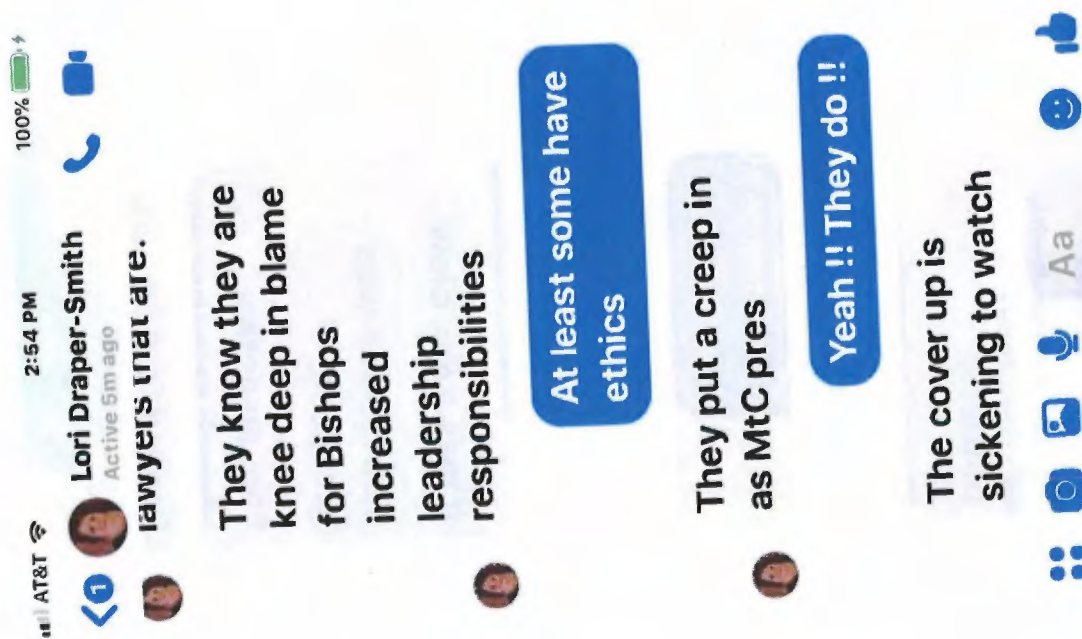 AT&T 2:54 PM 100%
1 Lori Draper-Smith
Active 5m ago
lawyers that are.
They know they are
knee deep in blame
for Bishops
increased
leadership
responsibilities
At least some have
ethics
They put a creep in
as MtC pres
Yeah !! They do !!
The cover up is
sickening to watch
Aa